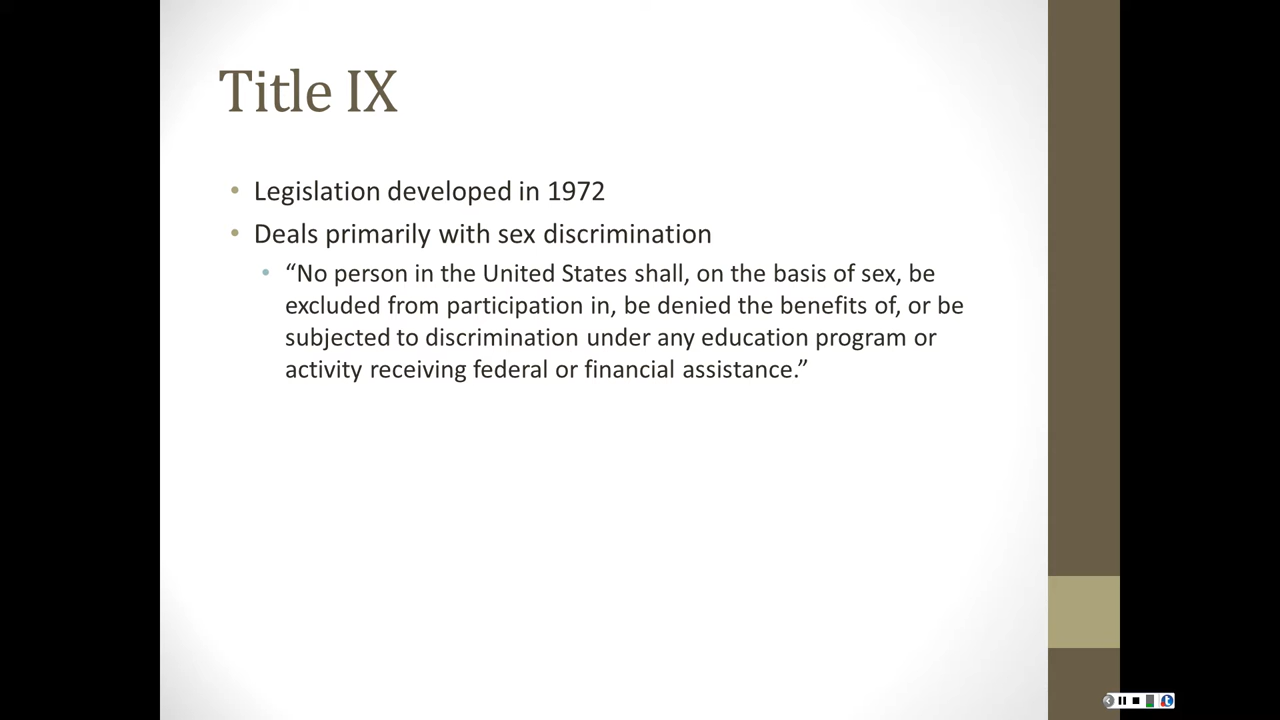 Title IX
• Legislation developed in 1972
• Deals primarily with sex discrimination
• “No person in the United States shall, on the basis of sex, be
excluded from participation in, be denied the benefits of, or be
subjected to discrimination under any education program or
activity receiving federal or financial assistance.”